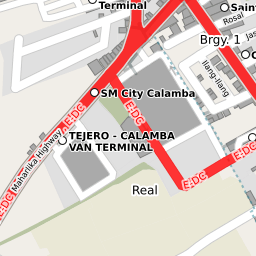 Terminal
Saint
Rosal
Brgy. 1
Ilang-Ilang
SM City Calamba
E:DC
E:DC
Maharlika Highway
TEJERO - CALAMBA
VAN TERMINAL
E:DC
E:DC
E:DC
Real